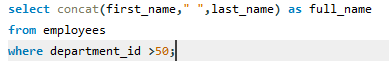 select concat(first_name," ",last_name) as full_name
from employees
where department_id >50;